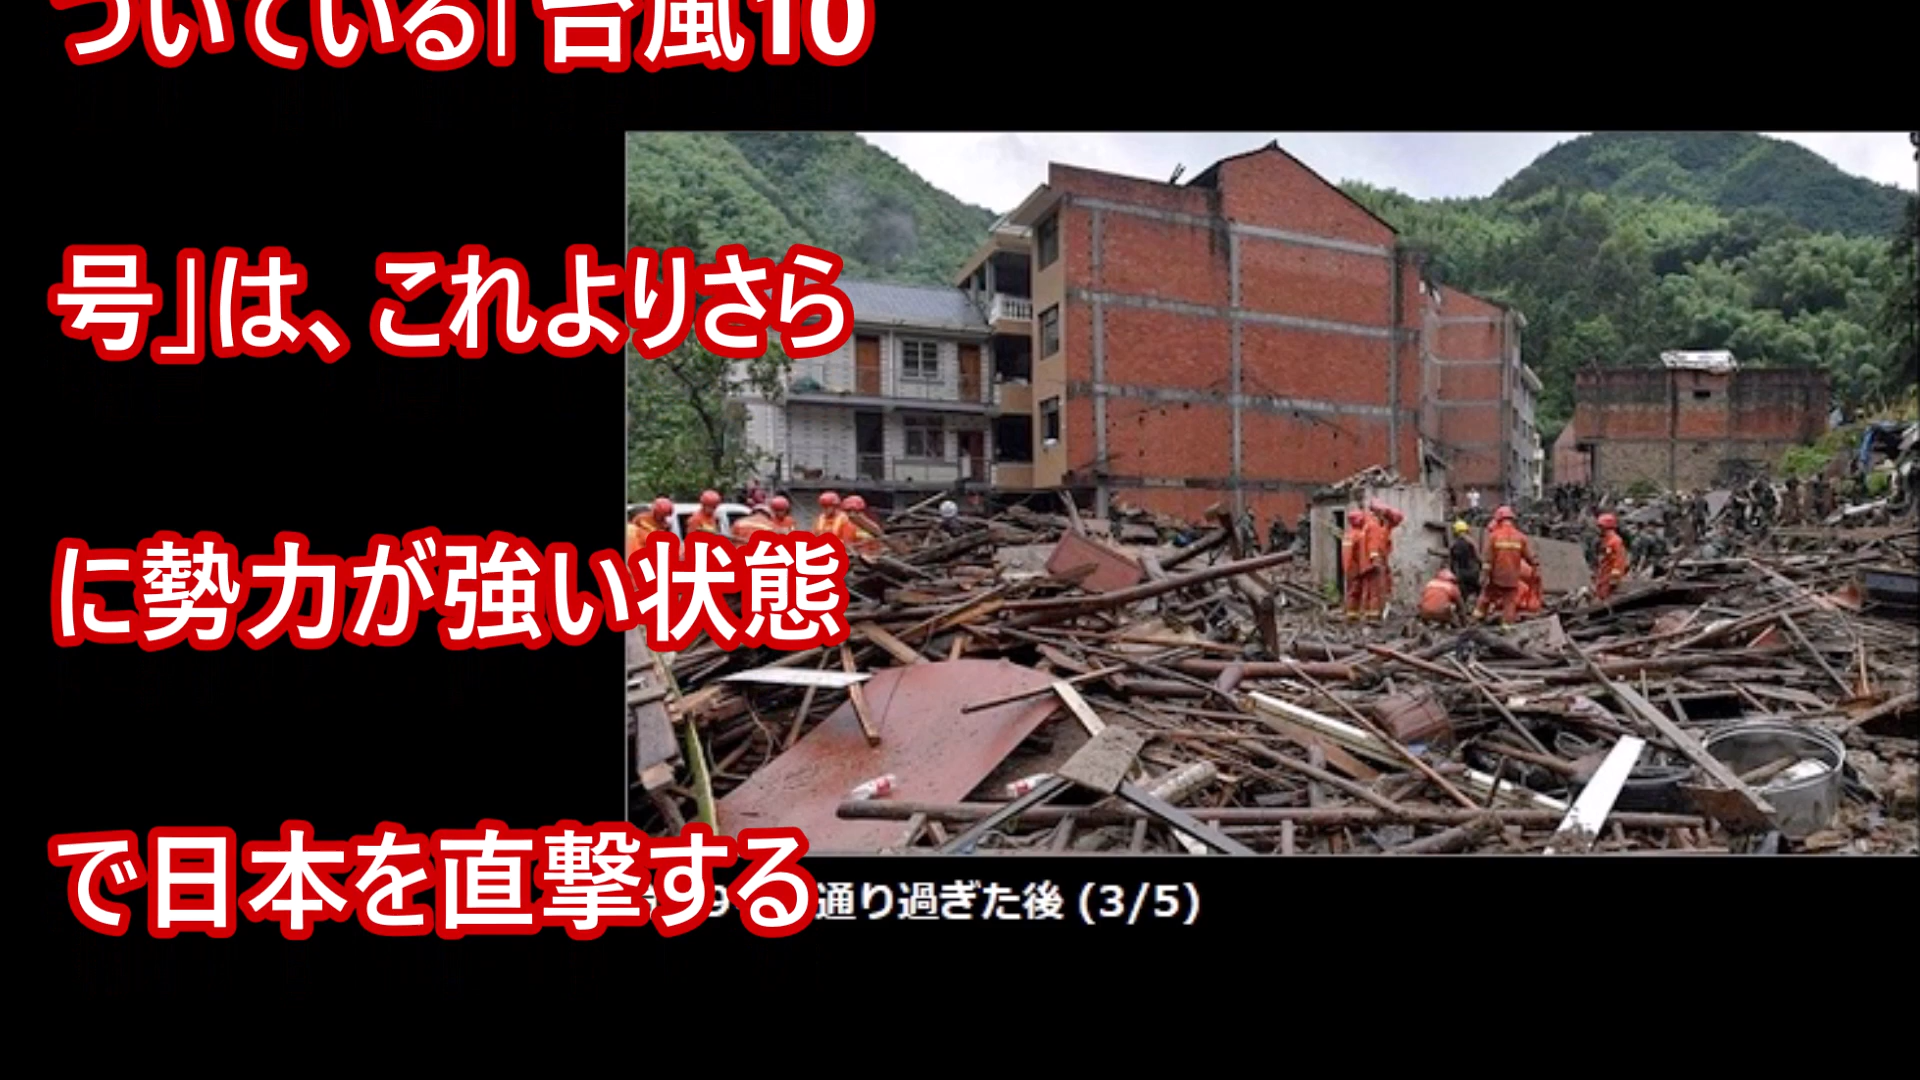 づいている「台風10
号」は、これよりさら
に勢力が強い状態
で日本を直撃する
通り過ぎた後 (3/5)